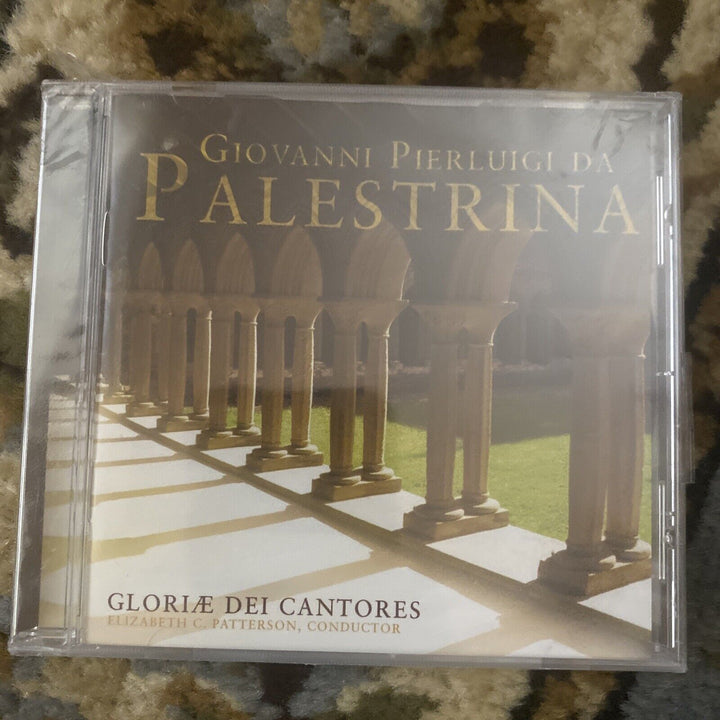 GIOVANNI PIERLUIGI DA
PALESTRINA
GLORIÆ DEI CANTORES
ELIZABETH C. PATTERSON, CONDUCTOR